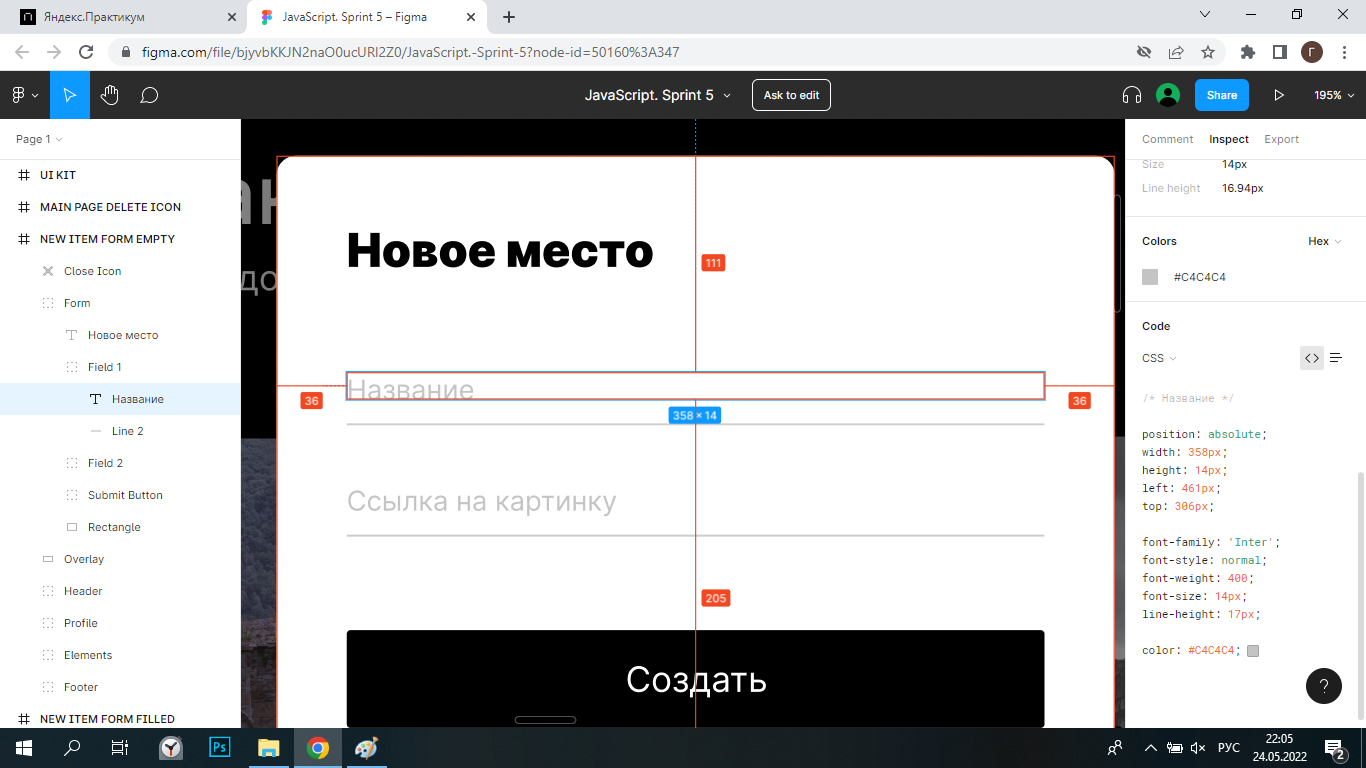 Яндекс.Практикум
JavaScript. Sprint 5 – Figma
figma.com/file/bjyvbKKJN2naO0ucURl2Z0/JavaScript.-Sprint-5?node-id=50160%3A347
Г
JavaScript. Sprint 5
Ask to edit
Share
195%
Page 1
UI KIT
MAIN PAGE DELETE ICON
NEW ITEM FORM EMPTY
Close Icon
Form
Новое место
Field 1
Название
Line 2
Field 2
Submit Button
Rectangle
Overlay
Header
Profile
Elements
Footer
NEW ITEM FORM FILLED
Новое место
111
Название
36
36
358 × 14
Ссылка на картинку
205
Создать
Comment Inspect Export
Size 14px
Line height 16.94px
Colors Hex
#C4C4C4
Code
CSS
/* Название */
position: absolute;
width: 358px;
height: 14px;
left: 461px;
top: 306px;
font-family: 'Inter';
font-style: normal;
font-weight: 400;
font-size: 14px;
line-height: 17px;
color: #C4C4C4;
?
Ps
РУС
22:05
24.05.2022
2